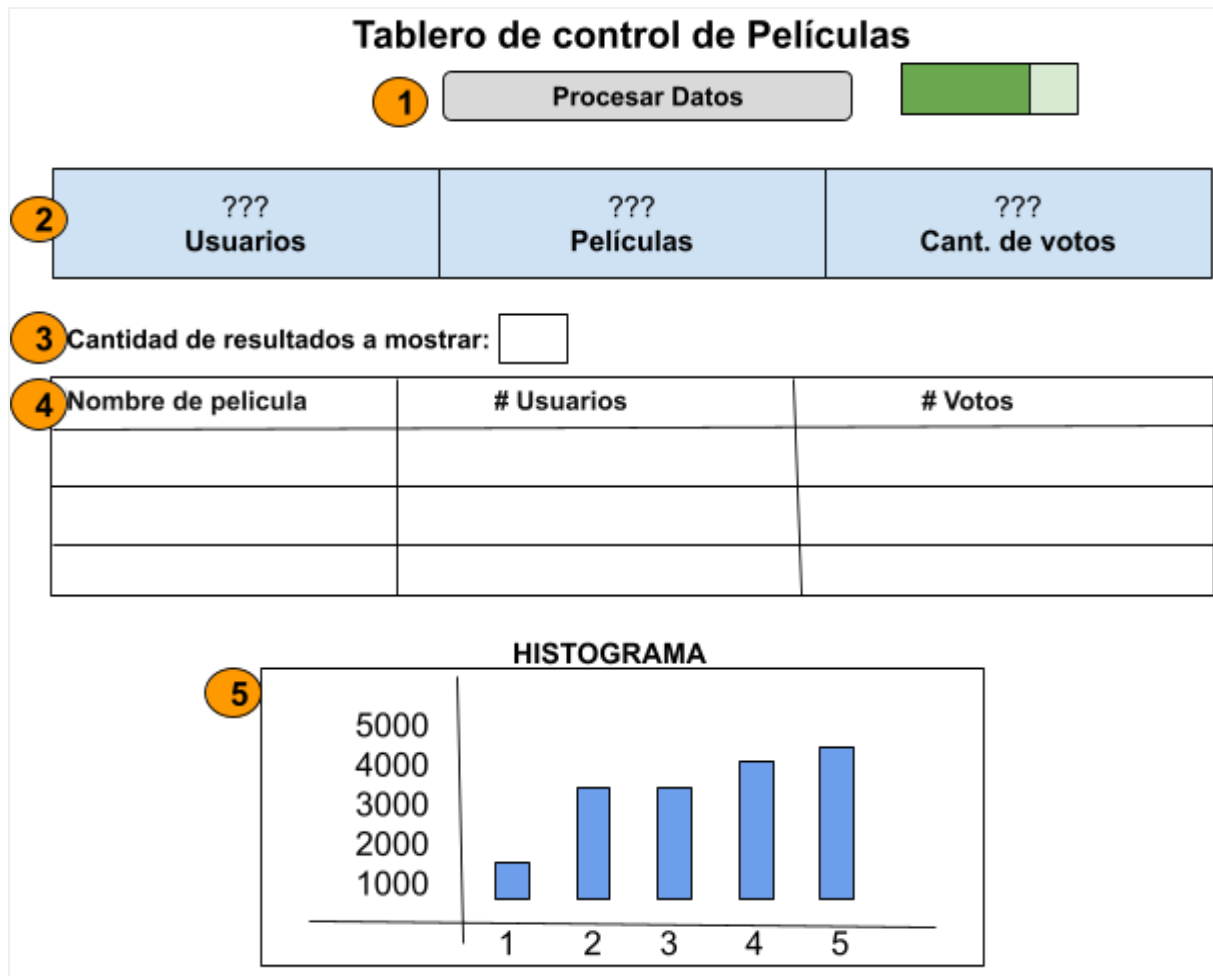 Tablero de control de Películas
1 Procesar Datos
2
??? ??? ???
Usuarios Películas Cant. de votos
3 Cantidad de resultados a mostrar:
4 Nombre de pelicula # Usuarios # Votos
HISTOGRAMA
5
5000
4000
3000
2000
1000
1 2 3 4 5